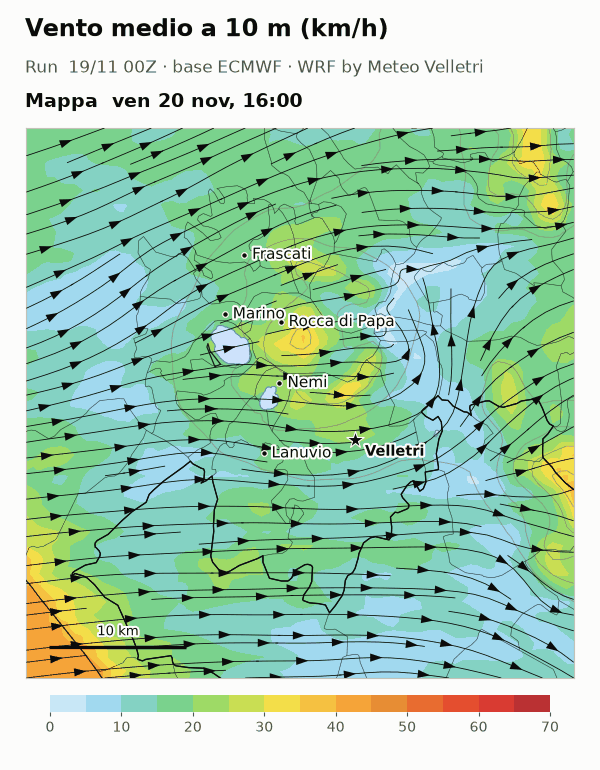 Vento medio a 10 m (km/h)
Run 19/11 00Z · base ECMWF · WRF by Meteo Velletri
Mappa ven 20 nov, 16:00
Frascati
Marino
Rocca di Papa
Nemi
Velletri
Lanuvio
10 km
0 10 20 30 40 50 60 70